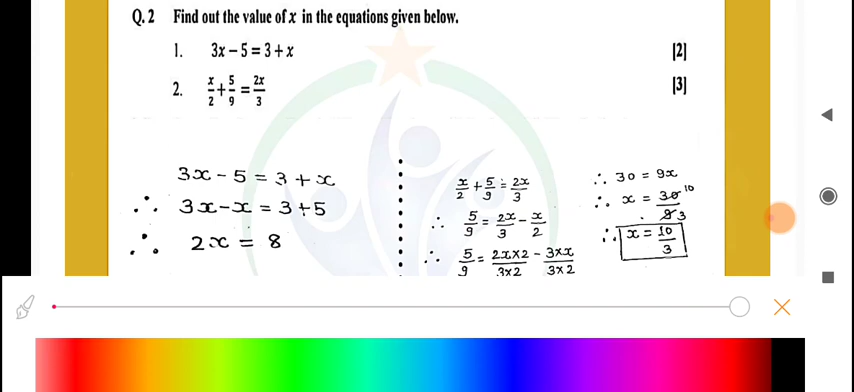 Q. 2 Find out the value of x in the equations given below.
1. 3x – 5 = 3 + x |2|
2. x/2 + 5/9 = 2x/3 |3|
3x - 5 = 3 + x
∴ 3x - x = 3 + 5
∴ 2x = 8
x/2 + 5/9 = 2x/3
∴ 5/9 = 2x/3 - x/2
∴ 5/9 = 2x×2/3×2 - 3×x/3×2
∴ 30 = 9x
∴ x = 30 10/9 3
∴ x = 10/3